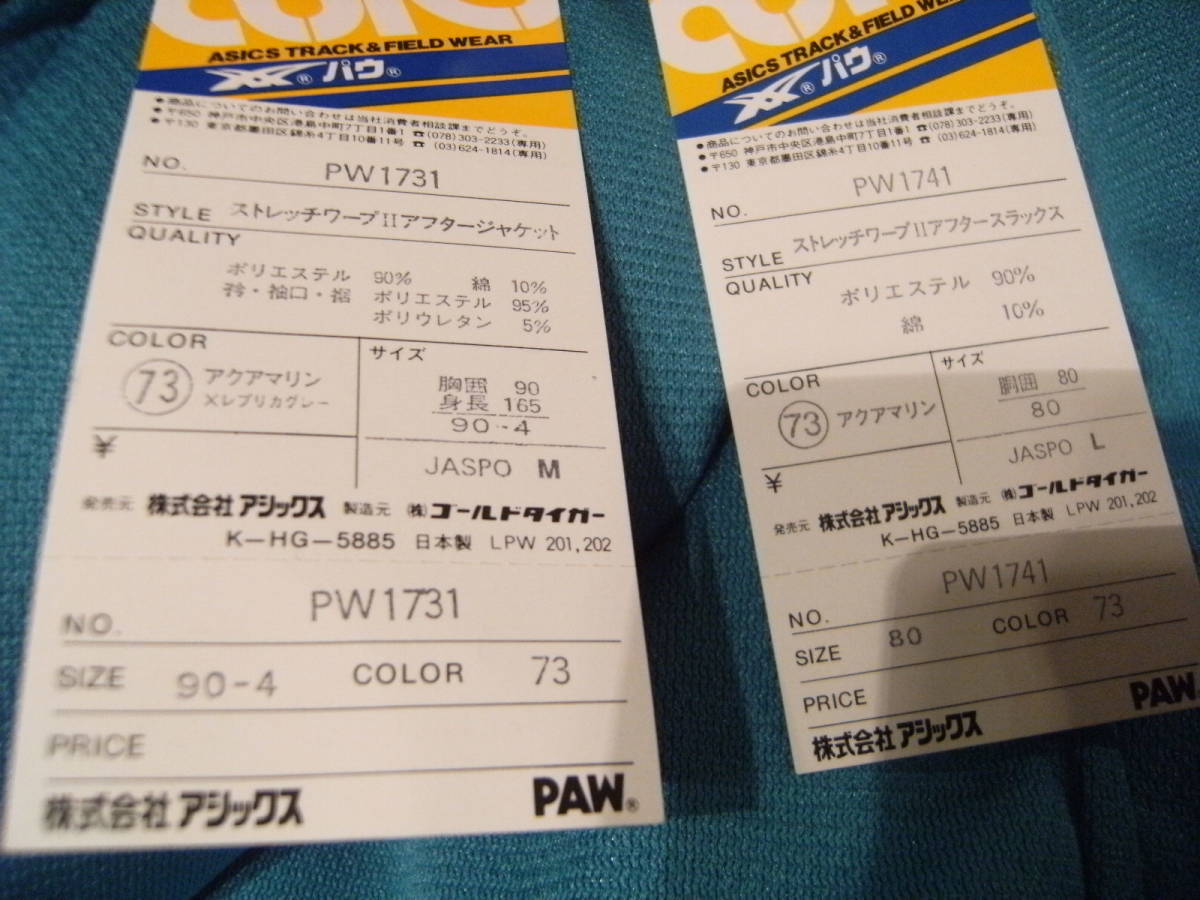 ASICS TRACK & FIELD WEAR
パウ®
●商品についてのお問い合わせは当社消費者相談課までどうぞ。
●〒650 神戸市中央区港島中町7丁目1番1 ☎(078)303-2233(専用)
●〒130 東京都墨田区錦糸4丁目10番11号 ☎(03)624-1814(専用)
NO. PW1731
STYLE ストレッチワープIIアフタージャケット
QUALITY
ポリエステル 90% 綿 10%
衿・袖口・裾 ポリエステル 95%
ポリウレタン 5%
COLOR サイズ
73 アクアマリン 胸囲 90
×レプリカグレー 身長 165
90-4
¥ JASPO M
発売元 株式会社アシックス 製造元 (株)ゴールドタイガー
K-HG-5885 日本製 LPW 201,202
NO. PW1731
SIZE 90-4 COLOR 73
PRICE
株式会社アシックス PAW®
ASICS TRACK & FIELD WEAR
パウ®
●商品についてのお問い合わせは当社消費者相談課までどうぞ。
●〒650 神戸市中央区港島中町7丁目1番1 ☎(078)303-2233(専用)
●〒130 東京都墨田区錦糸4丁目10番11号 ☎(03)624-1814(専用)
NO. PW1741
STYLE ストレッチワープIIアフタースラックス
QUALITY
ポリエステル 90%
綿 10%
COLOR サイズ
73 アクアマリン 胴囲 80
80
¥ JASPO L
発売元 株式会社アシックス 製造元 (株)ゴールドタイガー
K-HG-5885 日本製 LPW 201,202
NO. PW1741
SIZE 80 COLOR 73
PRICE
株式会社アシックス PAW